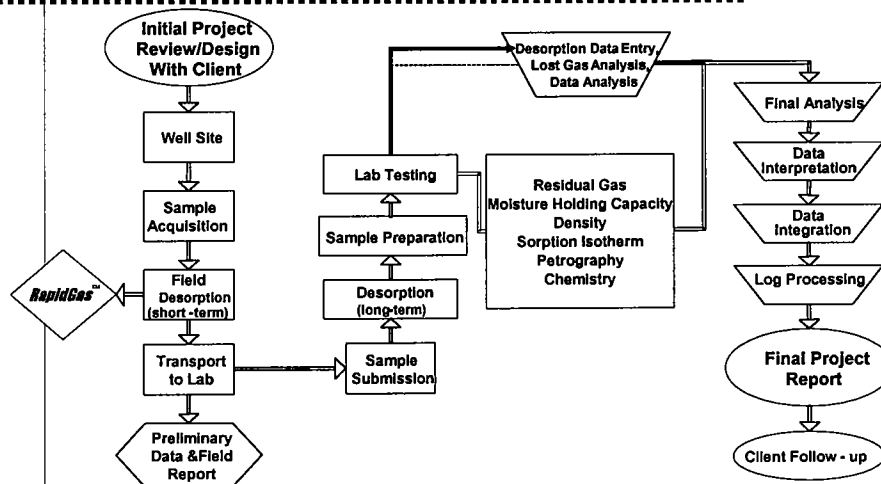 Initial Project
Review/Design
With Client
Well Site
Sample
Acquisition
Field
Desorption
(short -term)
RapidGas™
Transport
to Lab
Preliminary
Data &Field
Report
Sample
Submission
Desorption
(long-term)
Sample Preparation
Lab Testing
Residual Gas
Moisture Holding Capacity
Density
Sorption Isotherm
Petrography
Chemistry
Desorption Data Entry,
Lost Gas Analysis,
Data Analysis
Final Analysis
Data
Interpretation
Data
Integration
Log Processing
Final Project
Report
Client Follow - up